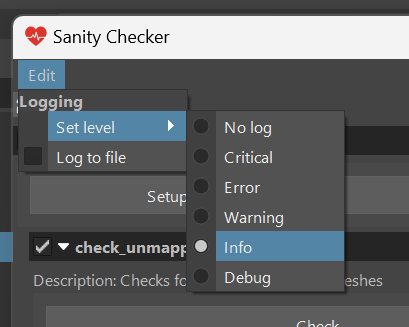 Sanity Checker
Edit
Logging
Set level
Log to file
No log
Critical
Error
Warning
Info
Debug
Setup
check_unmapp
Description: Checks fo
eshes
Check